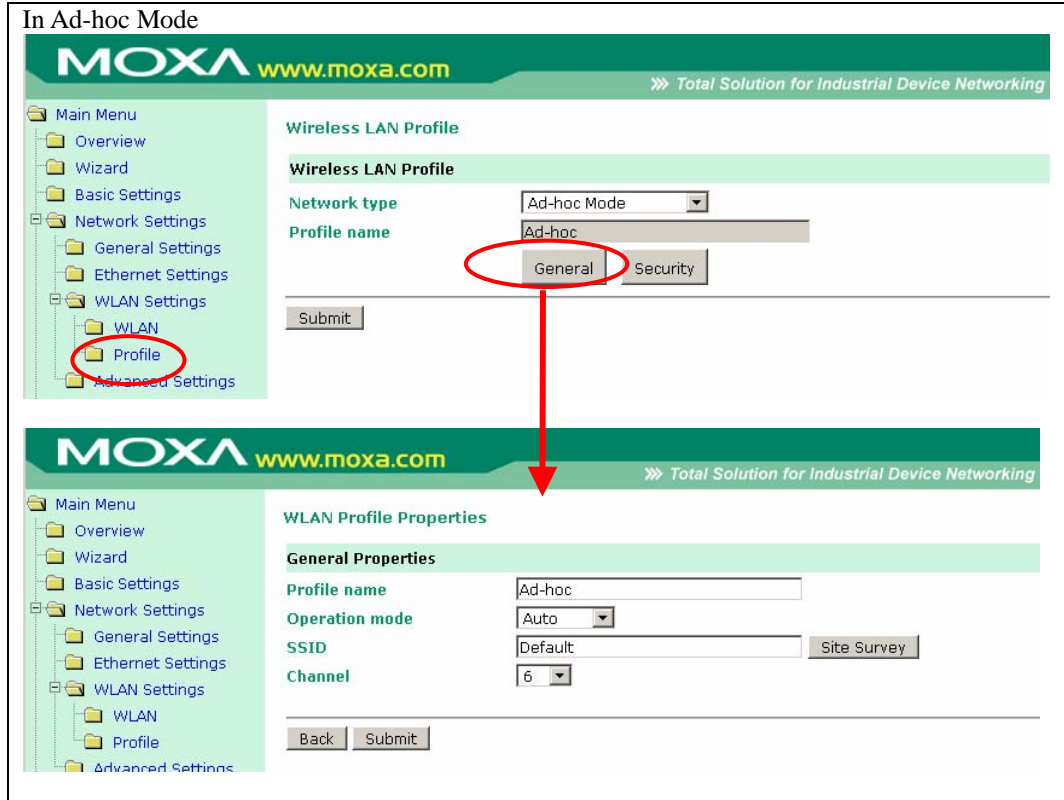 In Ad-hoc Mode
MOXA www.moxa.com
Total Solution for Industrial Device Networking
Main Menu
Overview
Wizard
Basic Settings
Network Settings
General Settings
Ethernet Settings
WLAN Settings
WLAN
Profile
Advanced Settings
Wireless LAN Profile
Wireless LAN Profile
Network type Ad-hoc Mode
Profile name Ad-hoc
General Security
Submit
MOXA www.moxa.com
Total Solution for Industrial Device Networking
Main Menu
Overview
Wizard
Basic Settings
Network Settings
General Settings
Ethernet Settings
WLAN Settings
WLAN
Profile
Advanced Settings
WLAN Profile Properties
General Properties
Profile name Ad-hoc
Operation mode Auto
SSID Default Site Survey
Channel 6
Back Submit